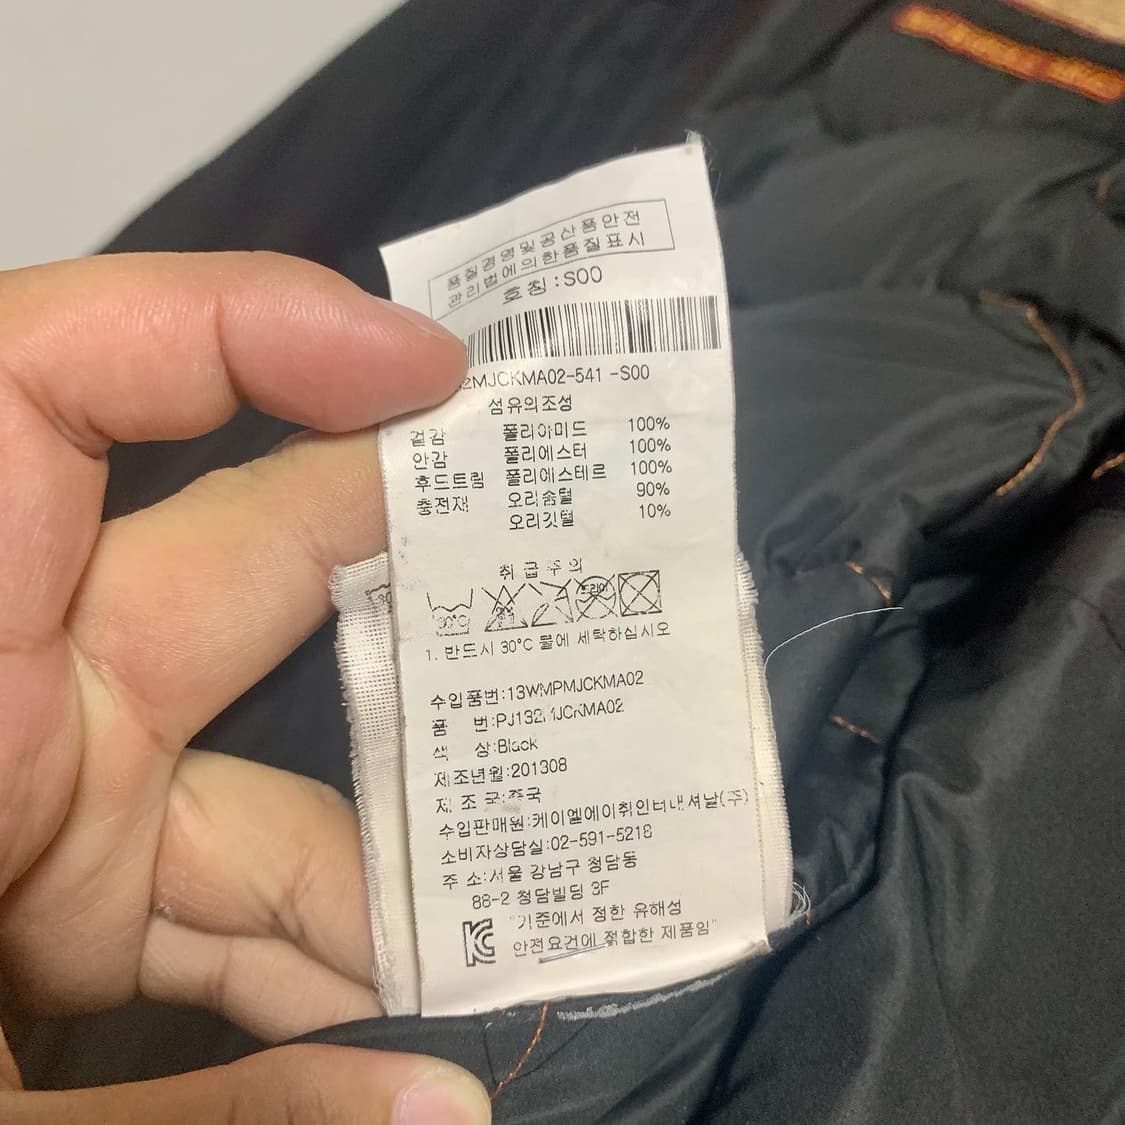 품질경영및공산품안전
관리법에의한품질표시
호칭:S00
2MJCKMA02-541 -S00
섬유의조성
겉감 폴리아미드 100%
안감 폴리에스터 100%
후드트림 폴리에스테르 100%
충전재 오리솜털 90%
오리깃털 10%
취급주의
30℃
드라이
1. 반드시 30℃ 물에 세탁하십시오
수입품번:13WMPMJCKMA02
품 번:
색 상:Black
제조년월:201308
제 조 국:중국
수입판매원:케이엘에이취인터내셔날(주)
소비자상담실:02-591-5218
주 소:서울 강남구 청담동
88-2 청담빌딩 3F
"기준에서 정한 유해성
안전요건에 적합한 제품임"